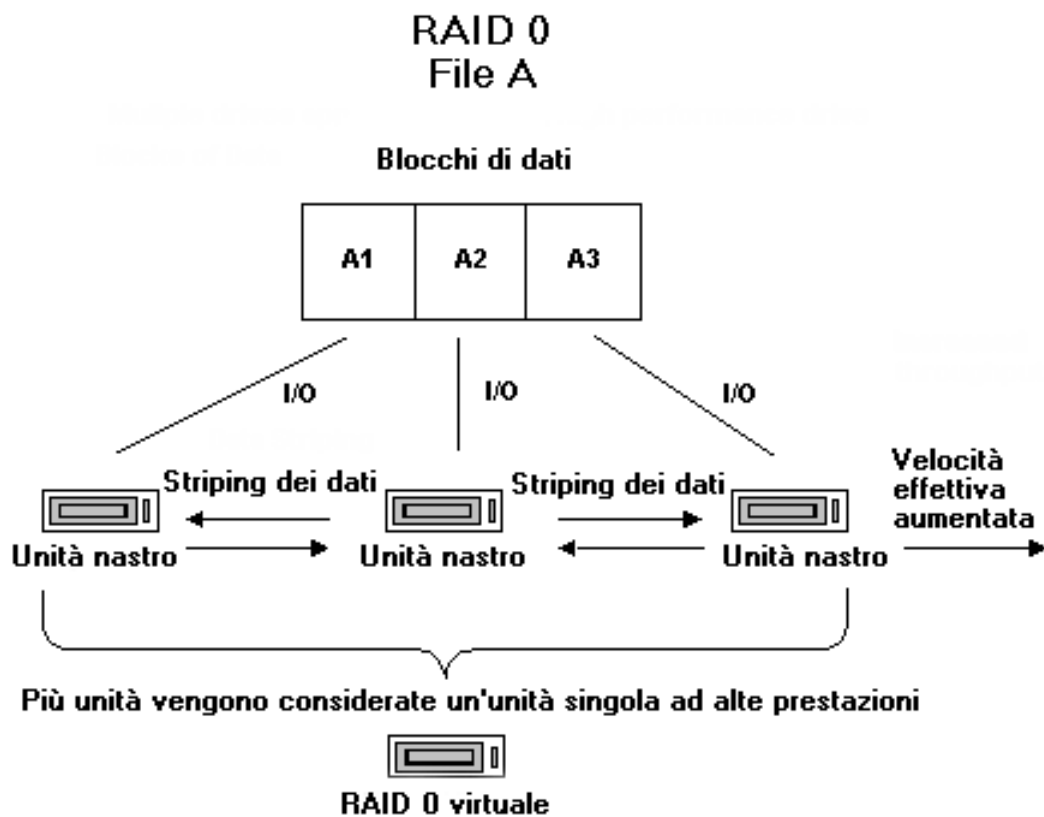 RAID 0
File A
Blocchi di dati
A1 A2 A3
I/O I/O I/O
Striping dei dati Striping dei dati
Velocità
effettiva
aumentata
Unità nastro Unità nastro Unità nastro
Più unità vengono considerate un'unità singola ad alte prestazioni
RAID 0 virtuale